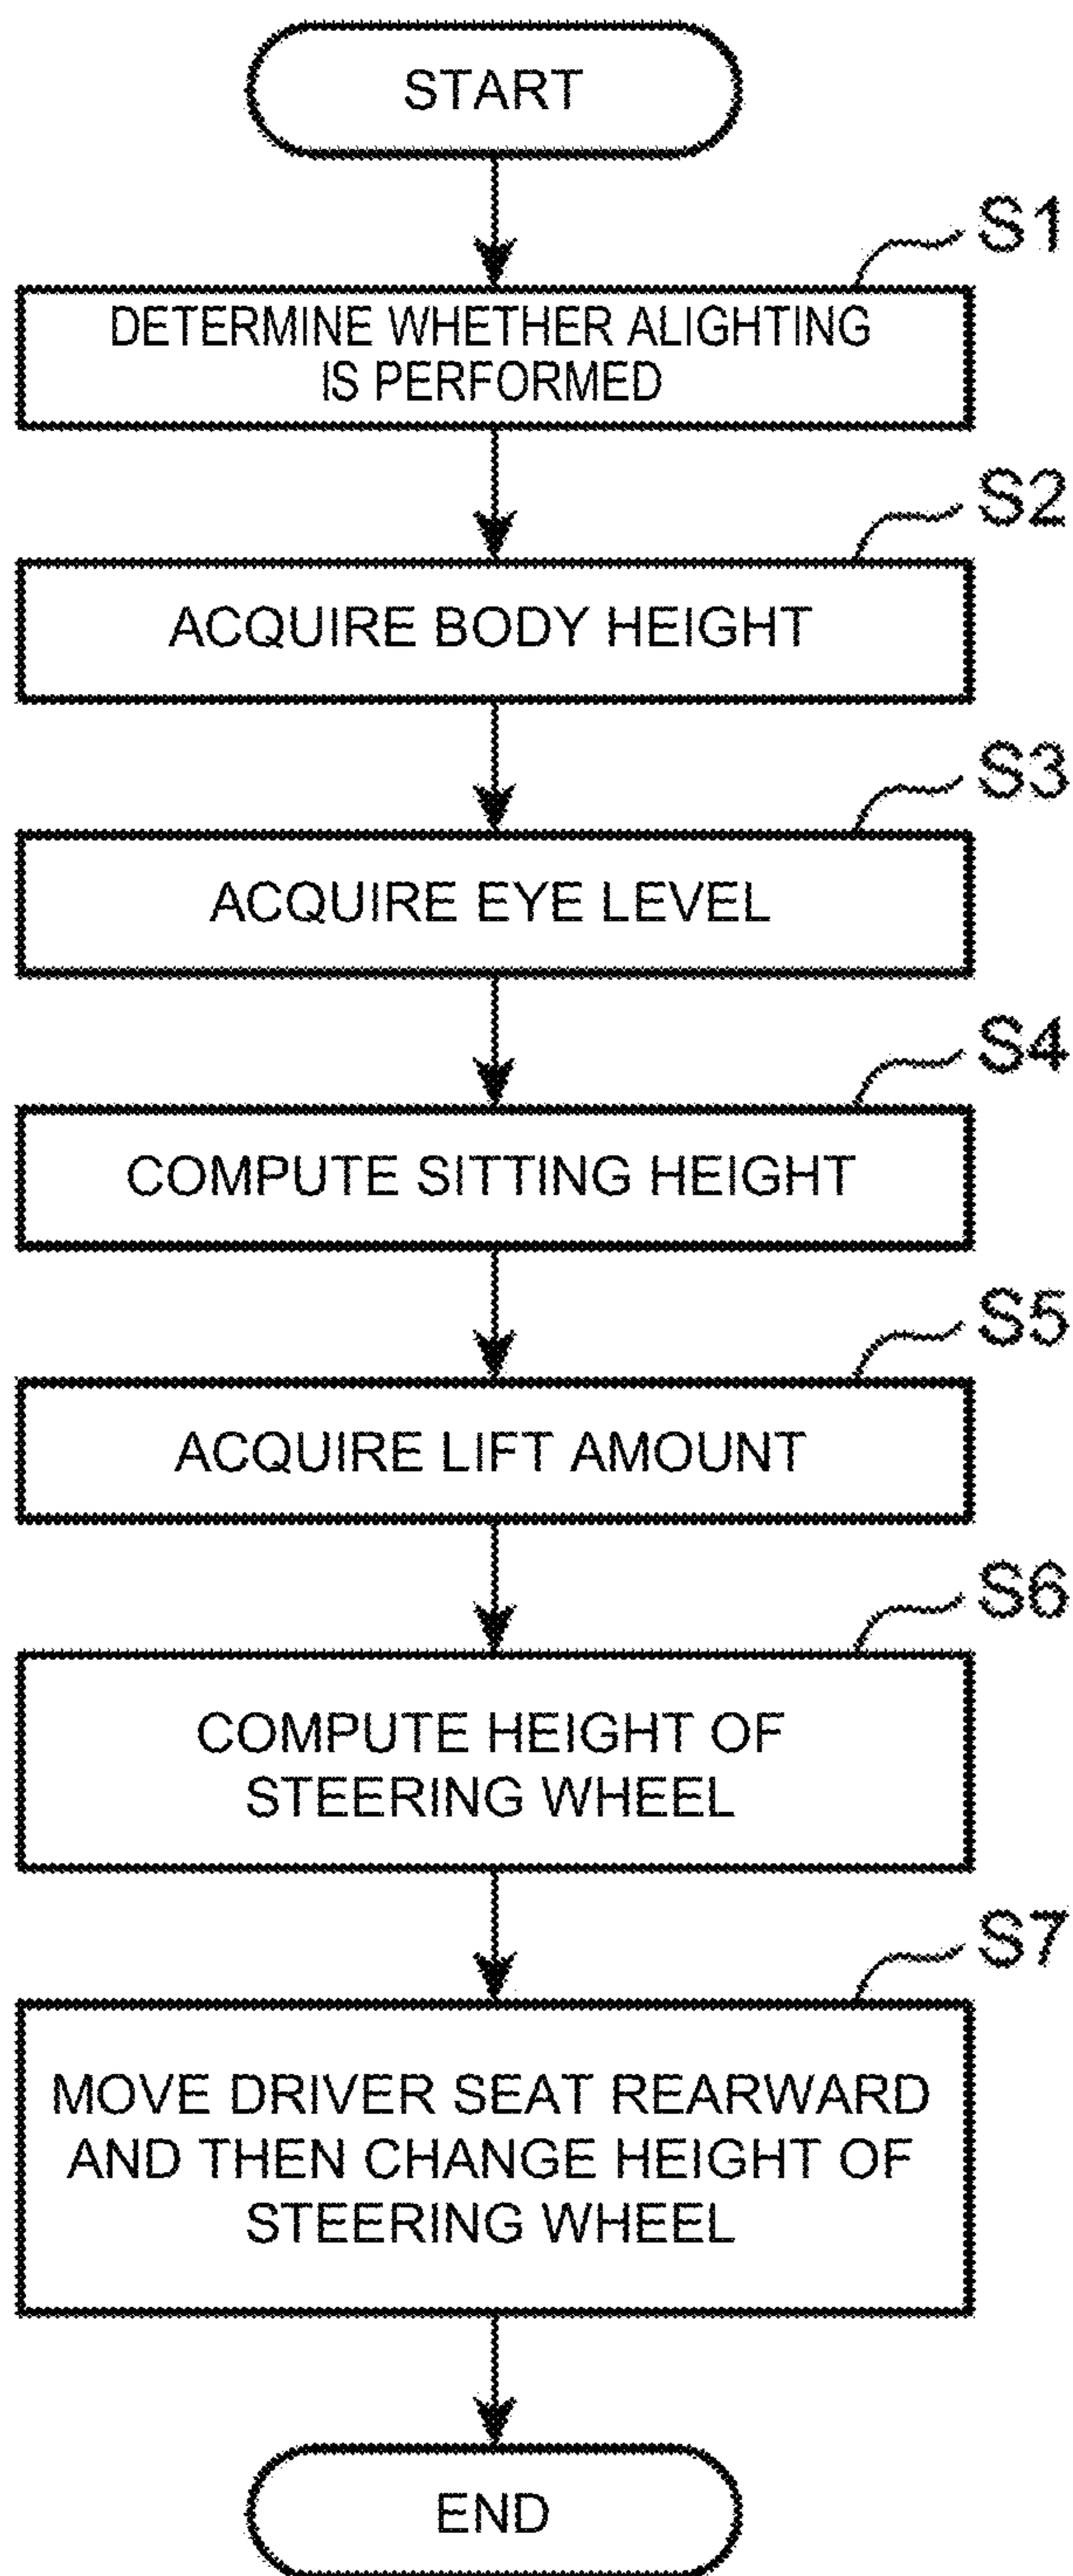 START
S1
DETERMINE WHETHER ALIGHTING
IS PERFORMED
S2
ACQUIRE BODY HEIGHT
S3
ACQUIRE EYE LEVEL
S4
COMPUTE SITTING HEIGHT
S5
ACQUIRE LIFT AMOUNT
S6
COMPUTE HEIGHT OF
STEERING WHEEL
S7
MOVE DRIVER SEAT REARWARD
AND THEN CHANGE HEIGHT OF
STEERING WHEEL
END